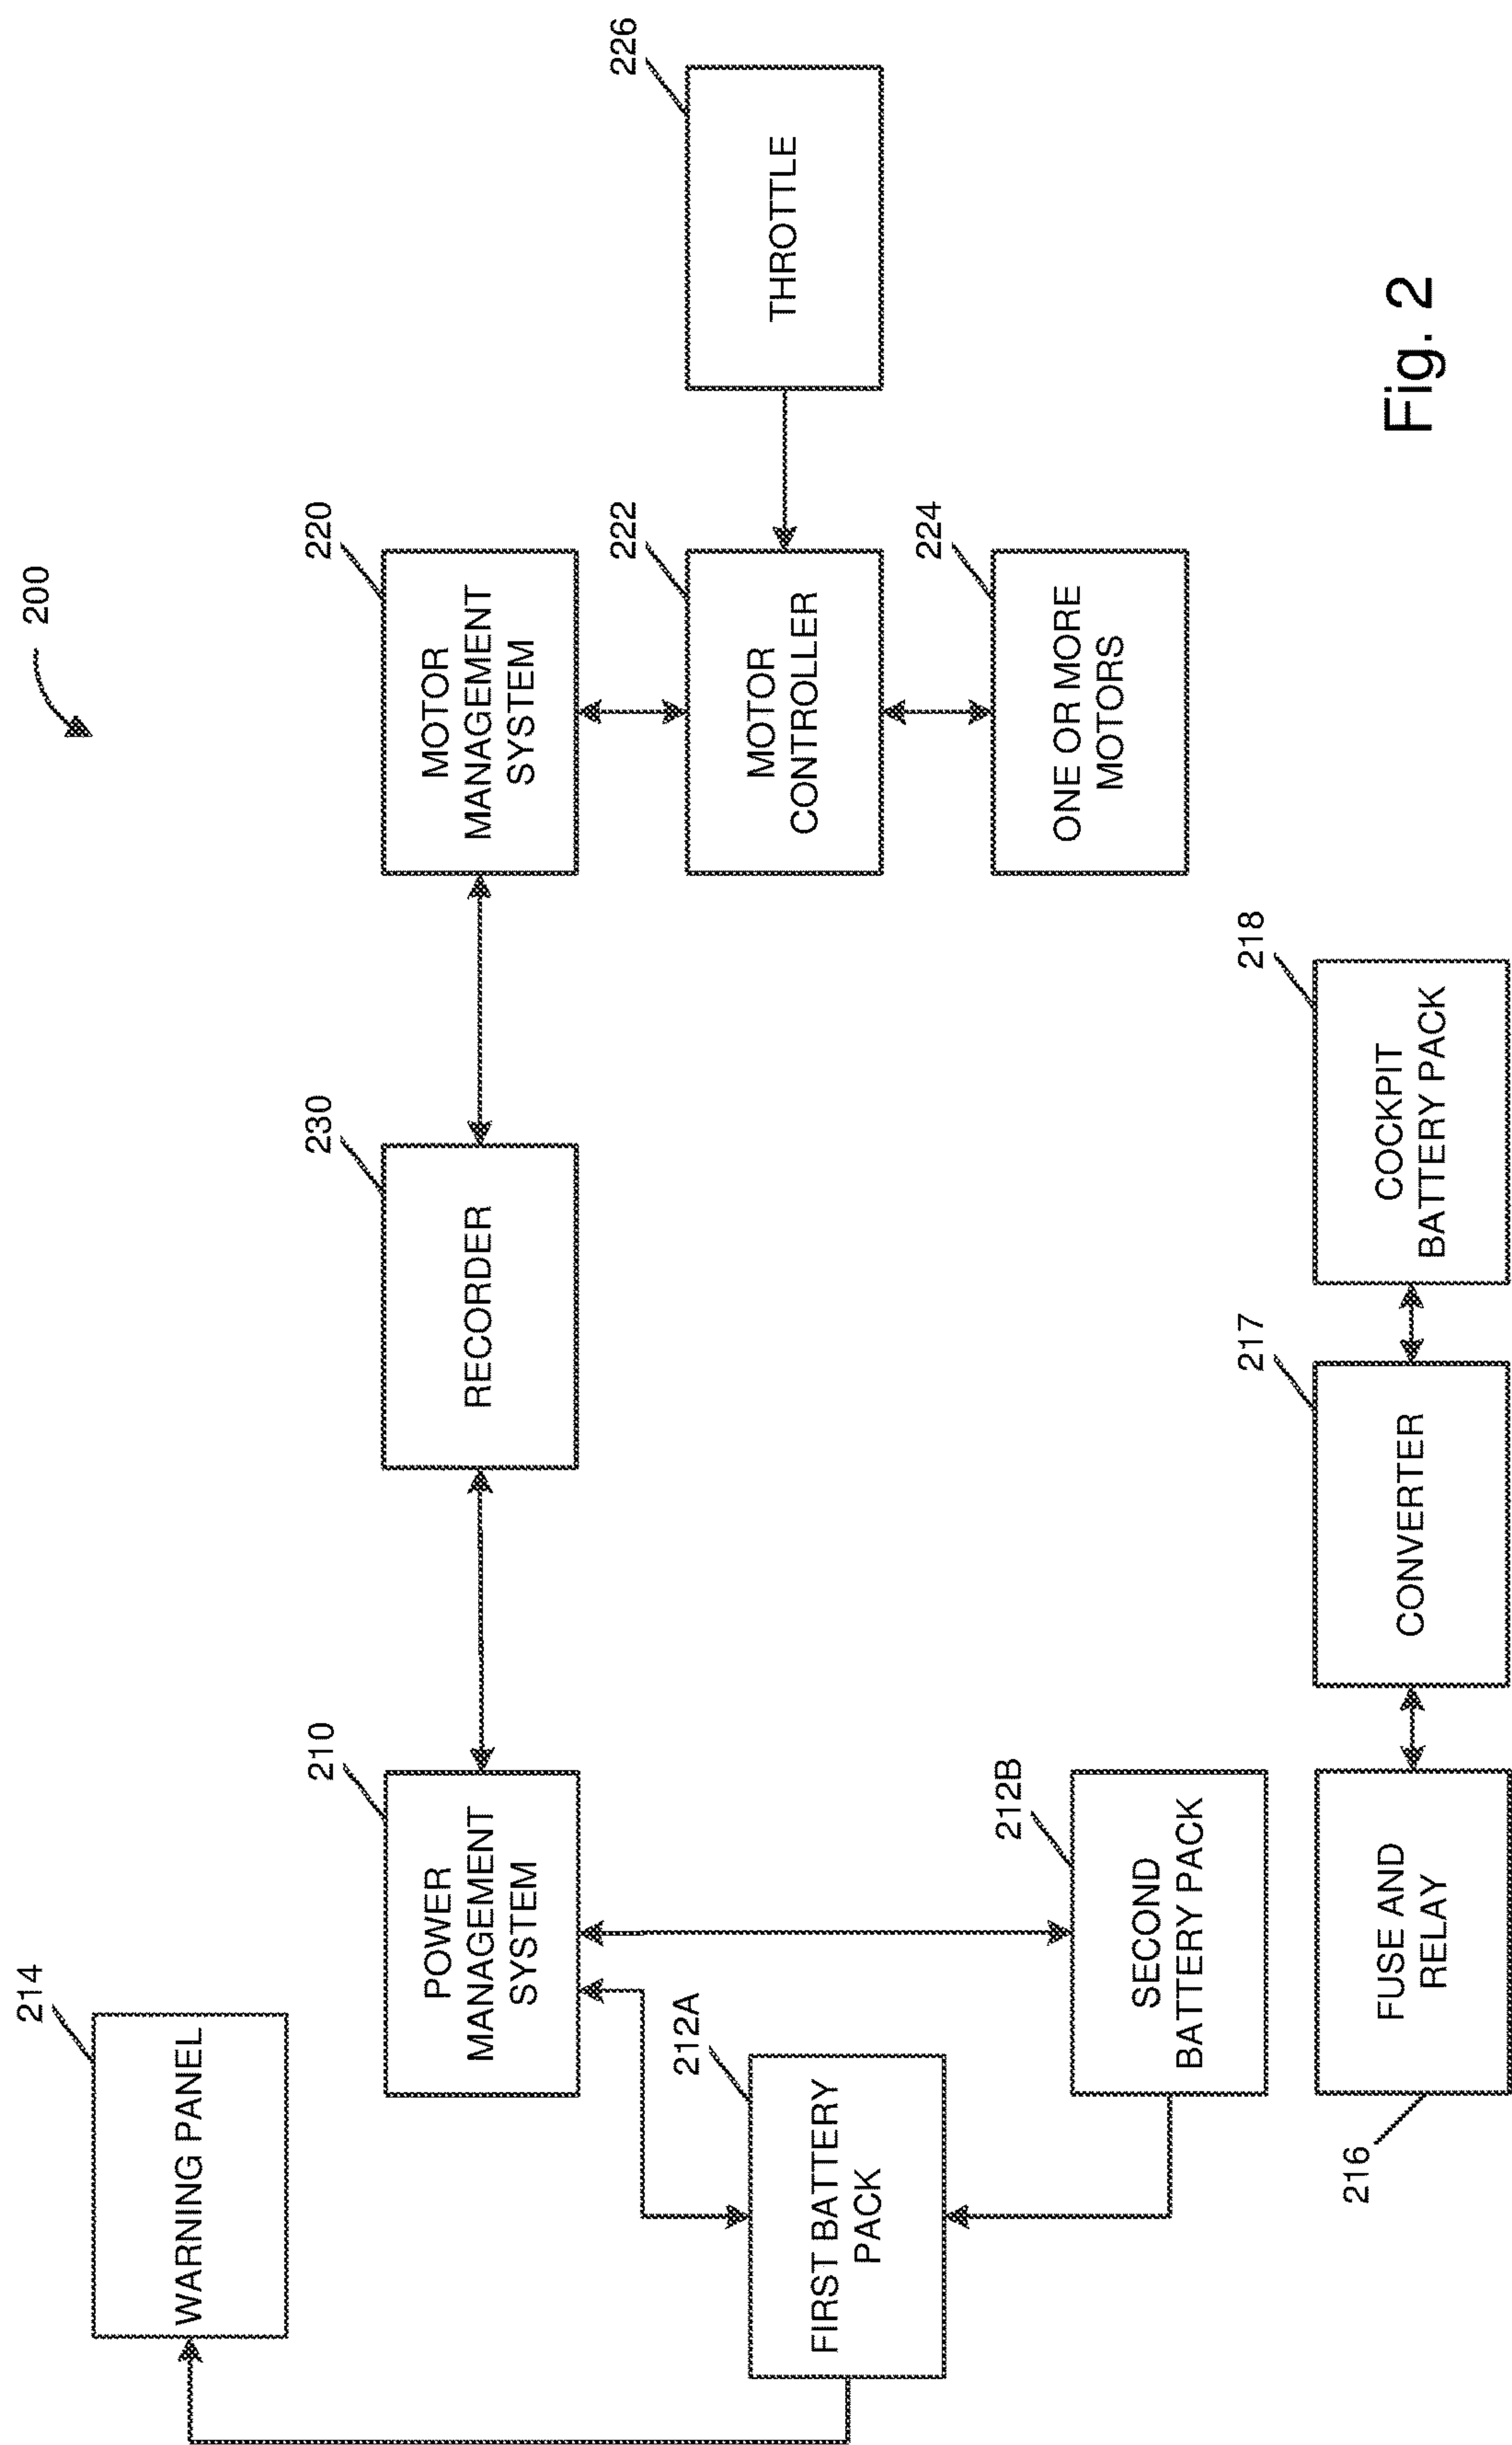 200
214
WARNING PANEL
210
POWER
MANAGEMENT
SYSTEM
230
RECORDER
220
MOTOR
MANAGEMENT
SYSTEM
212A
FIRST BATTERY
PACK
222
MOTOR
CONTROLLER
226
THROTTLE
212B
SECOND
BATTERY PACK
224
ONE OR MORE
MOTORS
216
FUSE AND
RELAY
217
CONVERTER
218
COCKPIT
BATTERY PACK
Fig. 2